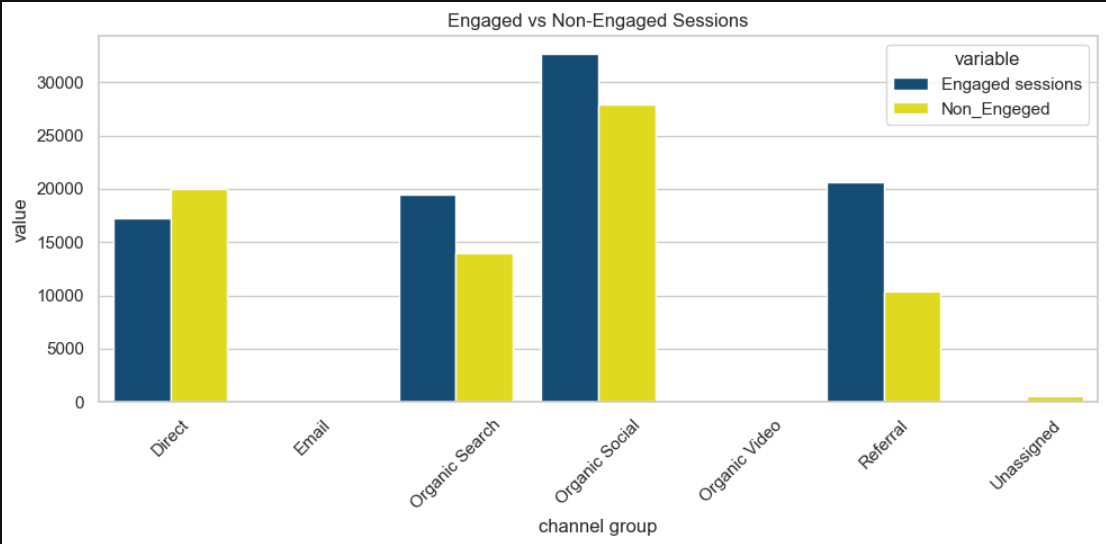 Engaged vs Non-Engaged Sessions
variable
Engaged sessions
Non_Engeged
value
30000
25000
20000
15000
10000
5000
0
Direct
Email
Organic Search
Organic Social
Organic Video
Referral
Unassigned
channel group